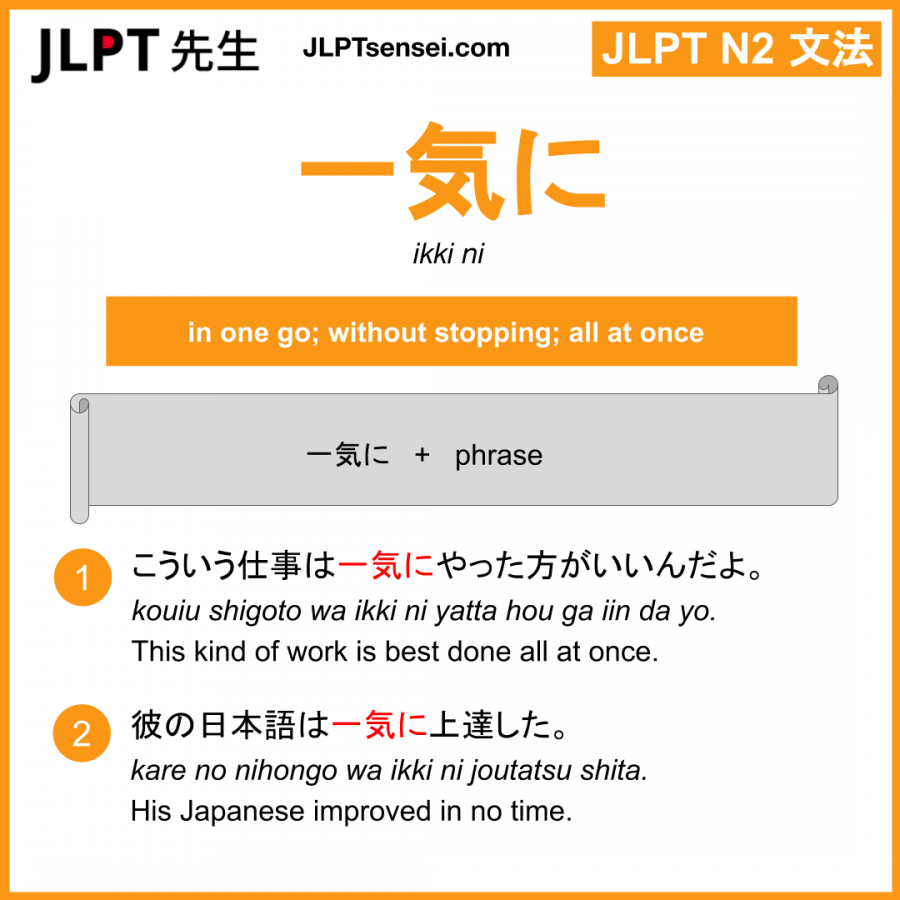 JLPT 先生
JLPTsensei.com
JLPT N2 文法
一気に
ikki ni
in one go; without stopping; all at once
一気に + phrase
1
こういう仕事は一気にやった方がいいんだよ。
kouiu shigoto wa ikki ni yatta hou ga iin da yo.
This kind of work is best done all at once.
2
彼の日本語は一気に上達した。
kare no nihongo wa ikki ni joutatsu shita.
His Japanese improved in no time.